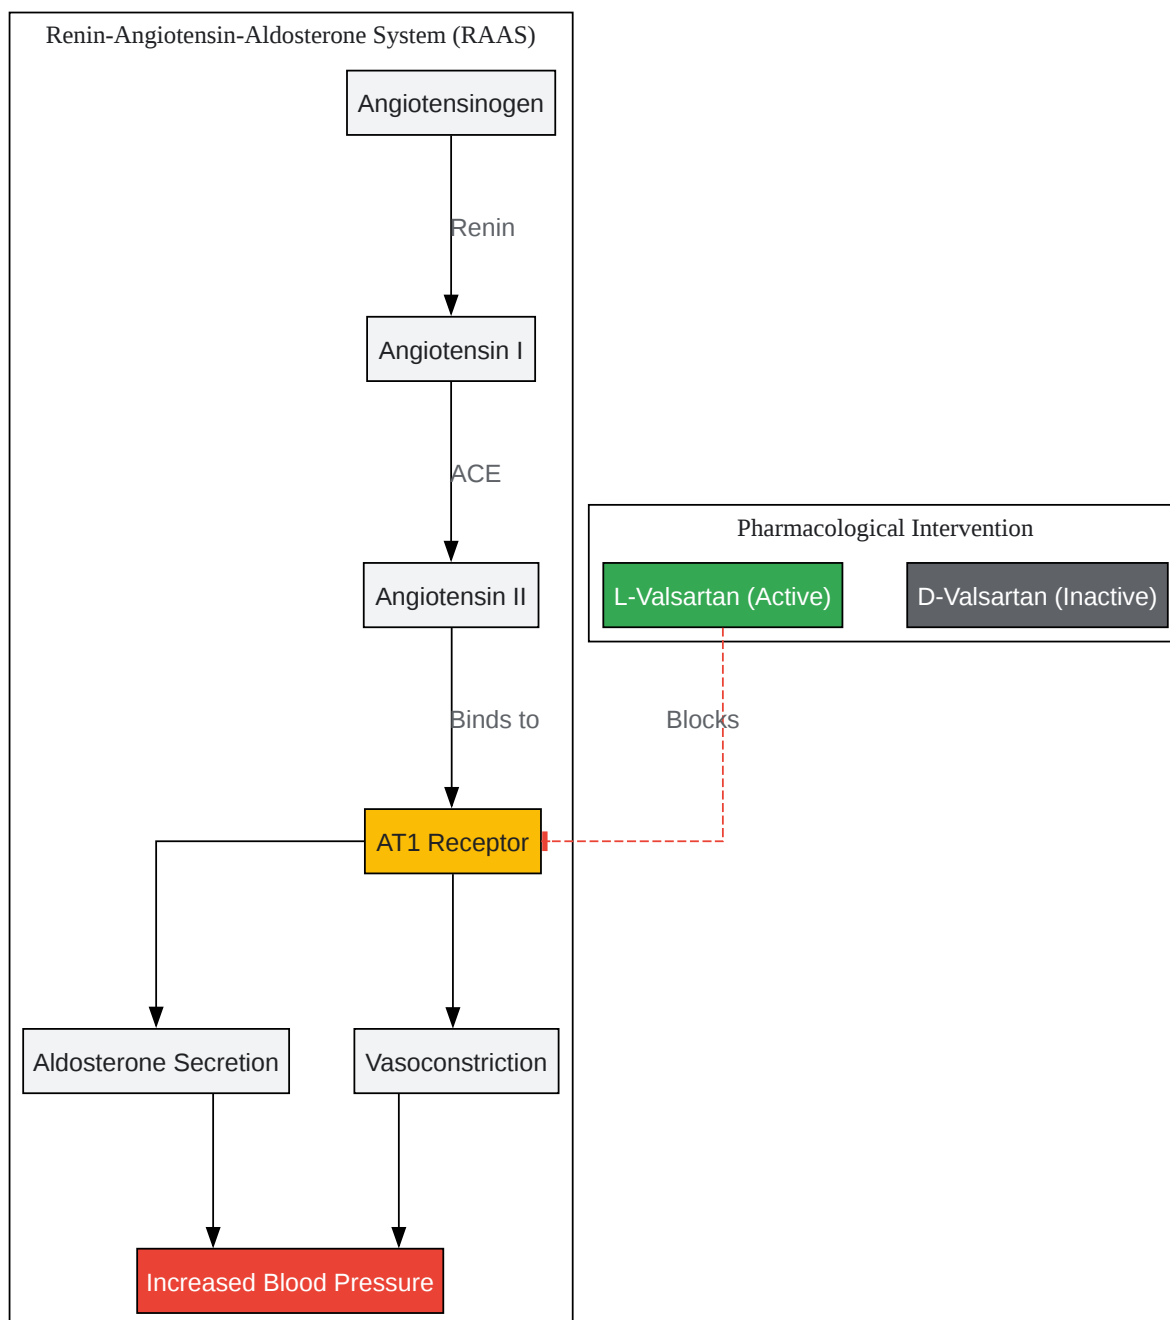 Renin-Angiotensin-Aldosterone System (RAAS)
Angiotensinogen
Renin
Angiotensin I
ACE
Pharmacological Intervention
Angiotensin II
L-Valsartan (Active)
D-Valsartan (Inactive)
Binds to
Blocks
AT1 Receptor
Aldosterone Secretion
Vasoconstriction
Increased Blood Pressure